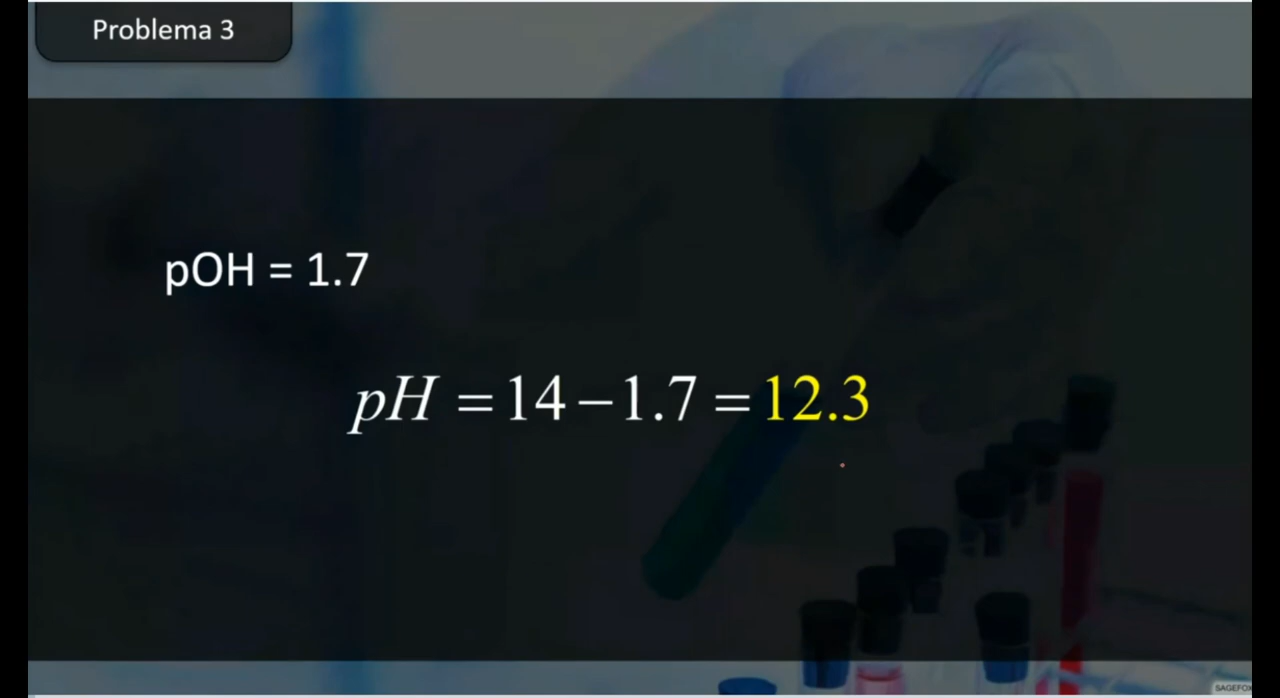 Problema 3
pOH = 1.7
pH = 14 − 1.7 = 12.3